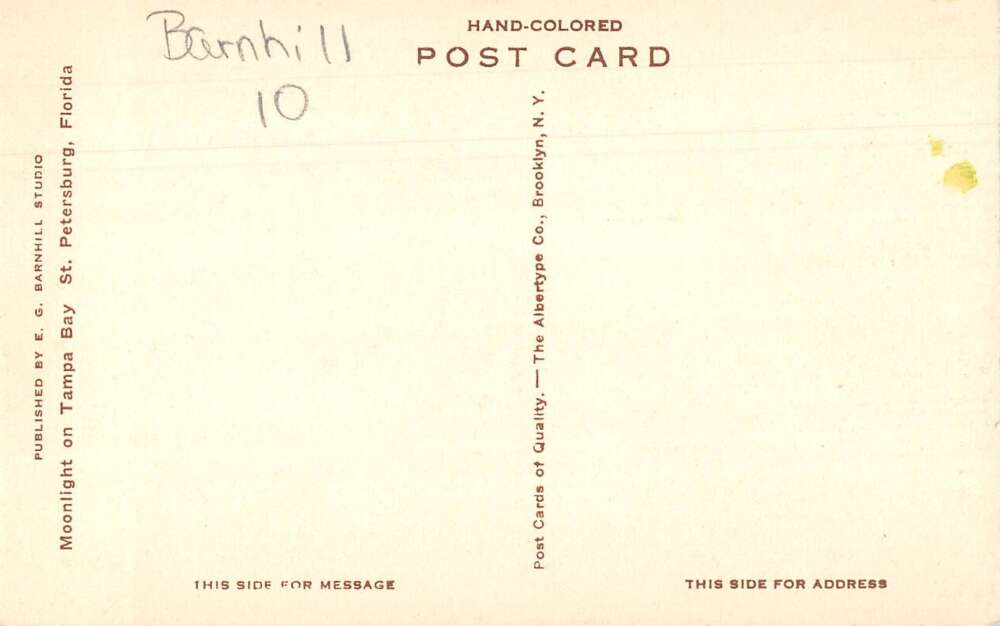 Barnhill
10
HAND-COLORED
POST CARD
PUBLISHED BY E. G. BARNHILL STUDIO
Moonlight on Tampa Bay St. Petersburg, Florida
Post Cards of Quality. — The Albertype Co., Brooklyn, N. Y.
THIS SIDE FOR MESSAGE
THIS SIDE FOR ADDRESS